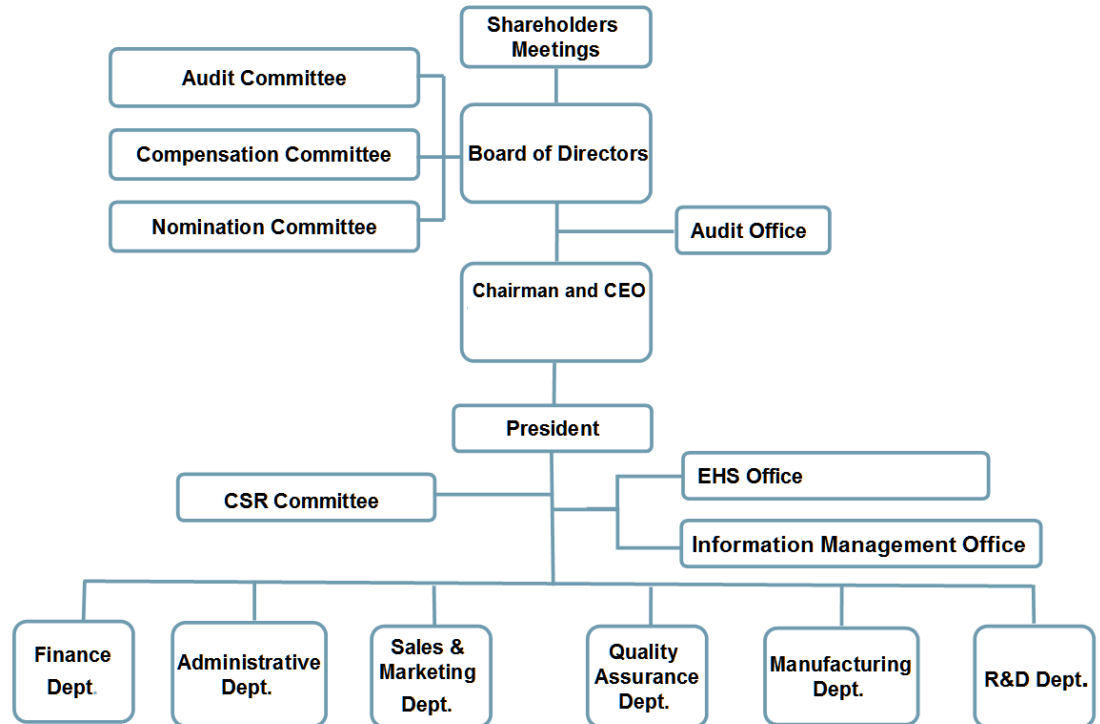 Shareholders
Meetings
Audit Committee
Compensation Committee
Board of Directors
Nomination Committee
Audit Office
Chairman and CEO
President
EHS Office
CSR Committee
Information Management Office
Finance
Dept.
Administrative
Dept.
Sales &
Marketing
Dept.
Quality
Assurance
Dept.
Manufacturing
Dept.
R&D Dept.